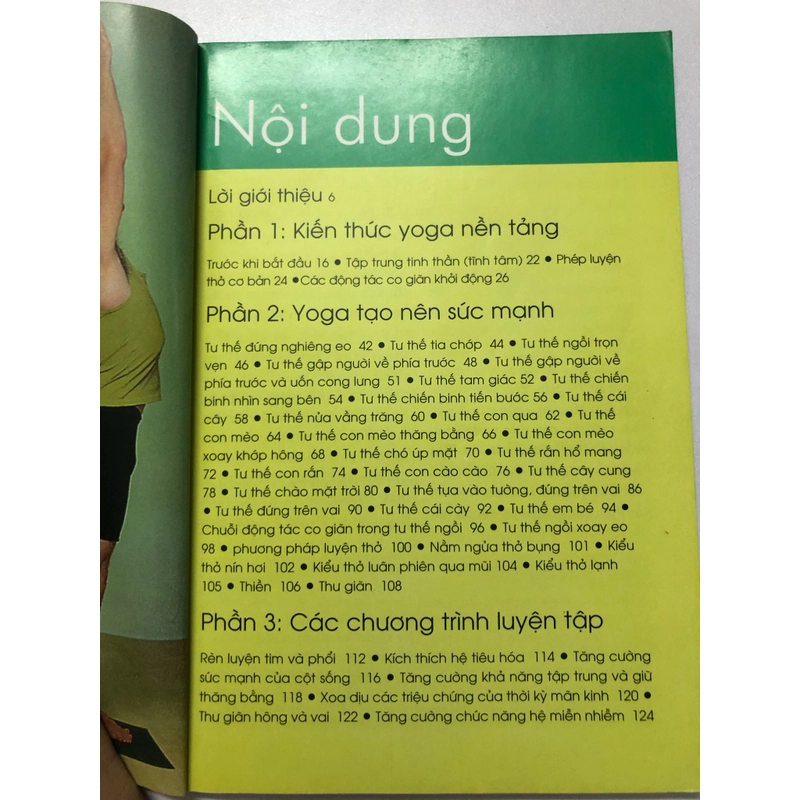 Nội dung
Lời giới thiệu 6
Phần 1: Kiến thức yoga nền tảng
Trước khi bắt đầu 16 • Tập trung tinh thần (tĩnh tâm) 22 • Phép luyện
thở cơ bản 24 •Các động tác co giãn khởi động 26
Phần 2: Yoga tạo nên sức mạnh
Tư thế đứng nghiêng eo 42 • Tư thế tia chớp 44 • Tư thế ngồi trọn
vẹn 46 • Tư thế gập người về phía trước 48 • Tư thế gập người về
phía trước và uốn cong lưng 51 • Tư thế tam giác 52 • Tư thế chiến
binh nhìn sang bên 54 • Tư thế chiến binh tiến bước 56 • Tư thế cái
cây 58 • Tư thế nửa vầng trăng 60 • Tư thế con quạ 62 • Tư thế
con mèo 64 • Tư thế con mèo thăng bằng 66 • Tư thế con mèo
xoay khớp hông 68 • Tư thế chó úp mặt 70 • Tư thế rắn hổ mang
72 • Tư thế con rắn 74 • Tư thế con cào cào 76 • Tư thế cây cung
78 • Tư thế chào mặt trời 80 • Tư thế tựa vào tường, đứng trên vai 86
• Tư thế đứng trên vai 90 • Tư thế cái cày 92 • Tư thế em bé 94 •
Chuỗi động tác co giãn trong tư thế ngồi 96 • Tư thế ngồi xoay eo
98 • phương pháp luyện thở 100 • Nằm ngửa thở bụng 101 • Kiểu
thở nín hơi 102 • Kiểu thở luân phiên qua mũi 104 • Kiểu thở lạnh
105 • Thiền 106 • Thư giãn 108
Phần 3: Các chương trình luyện tập
Rèn luyện tim và phổi 112 • Kích thích hệ tiêu hóa 114 • Tăng cường
sức mạnh của cột sống 116 • Tăng cường khả năng tập trung và giữ
thăng bằng 118 • Xoa dịu các triệu chứng của thời kỳ mãn kinh 120 •
Thư giãn hông và vai 122 • Tăng cường chức năng hệ miễn nhiễm 124